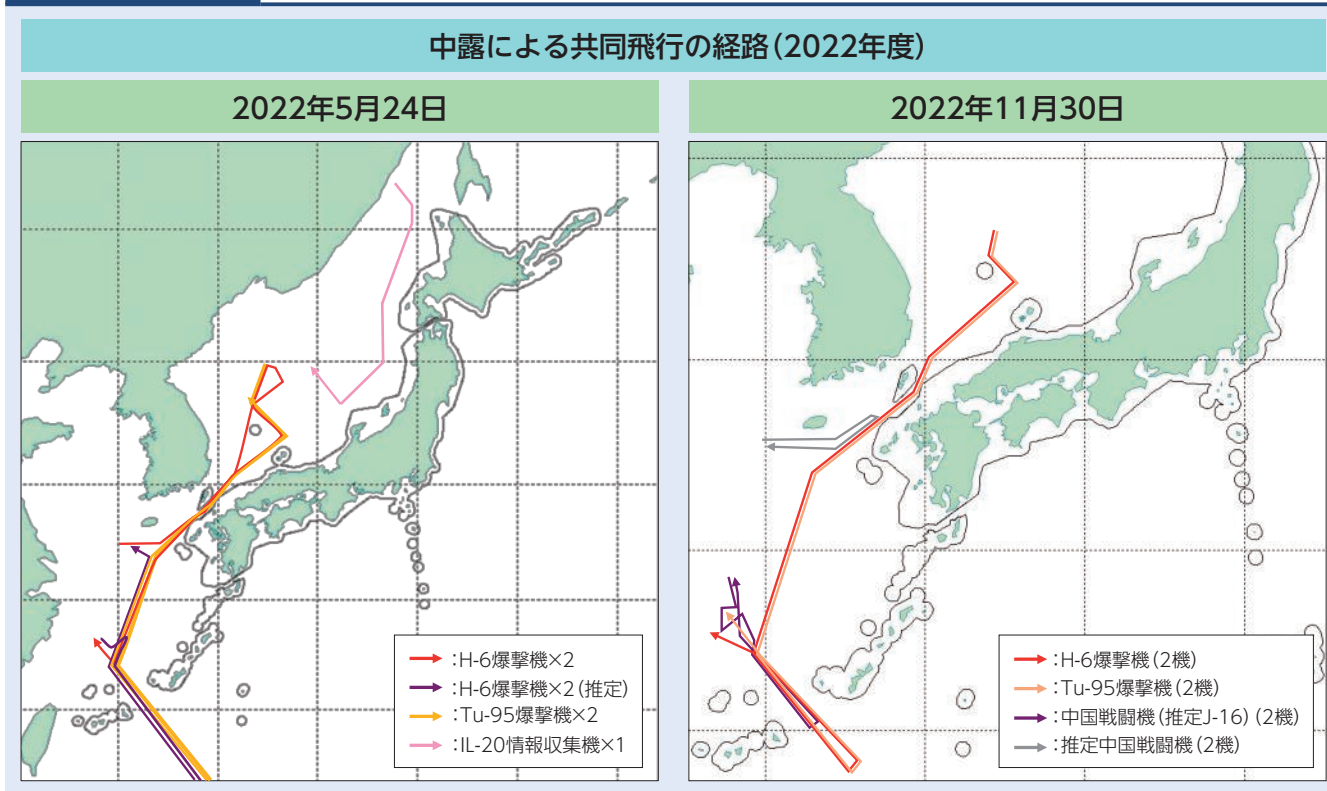 中露による共同飛行の経路(2022年度)
2022年5月24日
:H-6爆撃機×2
:H-6爆撃機×2(推定)
:Tu-95爆撃機×2
:IL-20情報収集機×1
2022年11月30日
:H-6爆撃機(2機)
:Tu-95爆撃機(2機)
:中国戦闘機(推定J-16)(2機)
:推定中国戦闘機(2機)